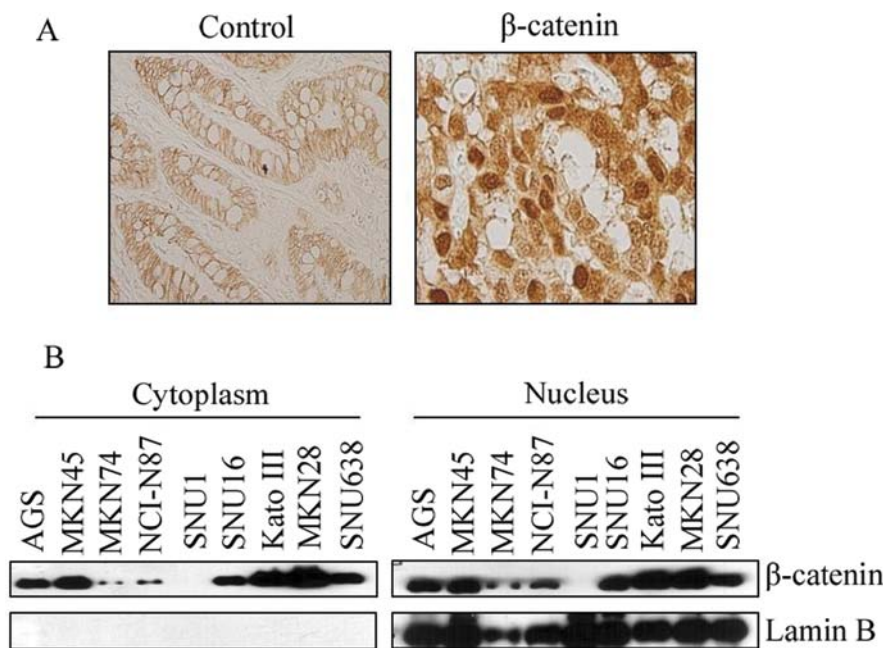 A
Control
β-catenin
B
Cytoplasm
Nucleus
AGS
MKN45
MKN74
NCI-N87
SNU1
SNU16
Kato III
MKN28
SNU638
AGS
MKN45
MKN74
NCI-N87
SNU1
SNU16
Kato III
MKN28
SNU638
β-catenin
Lamin B